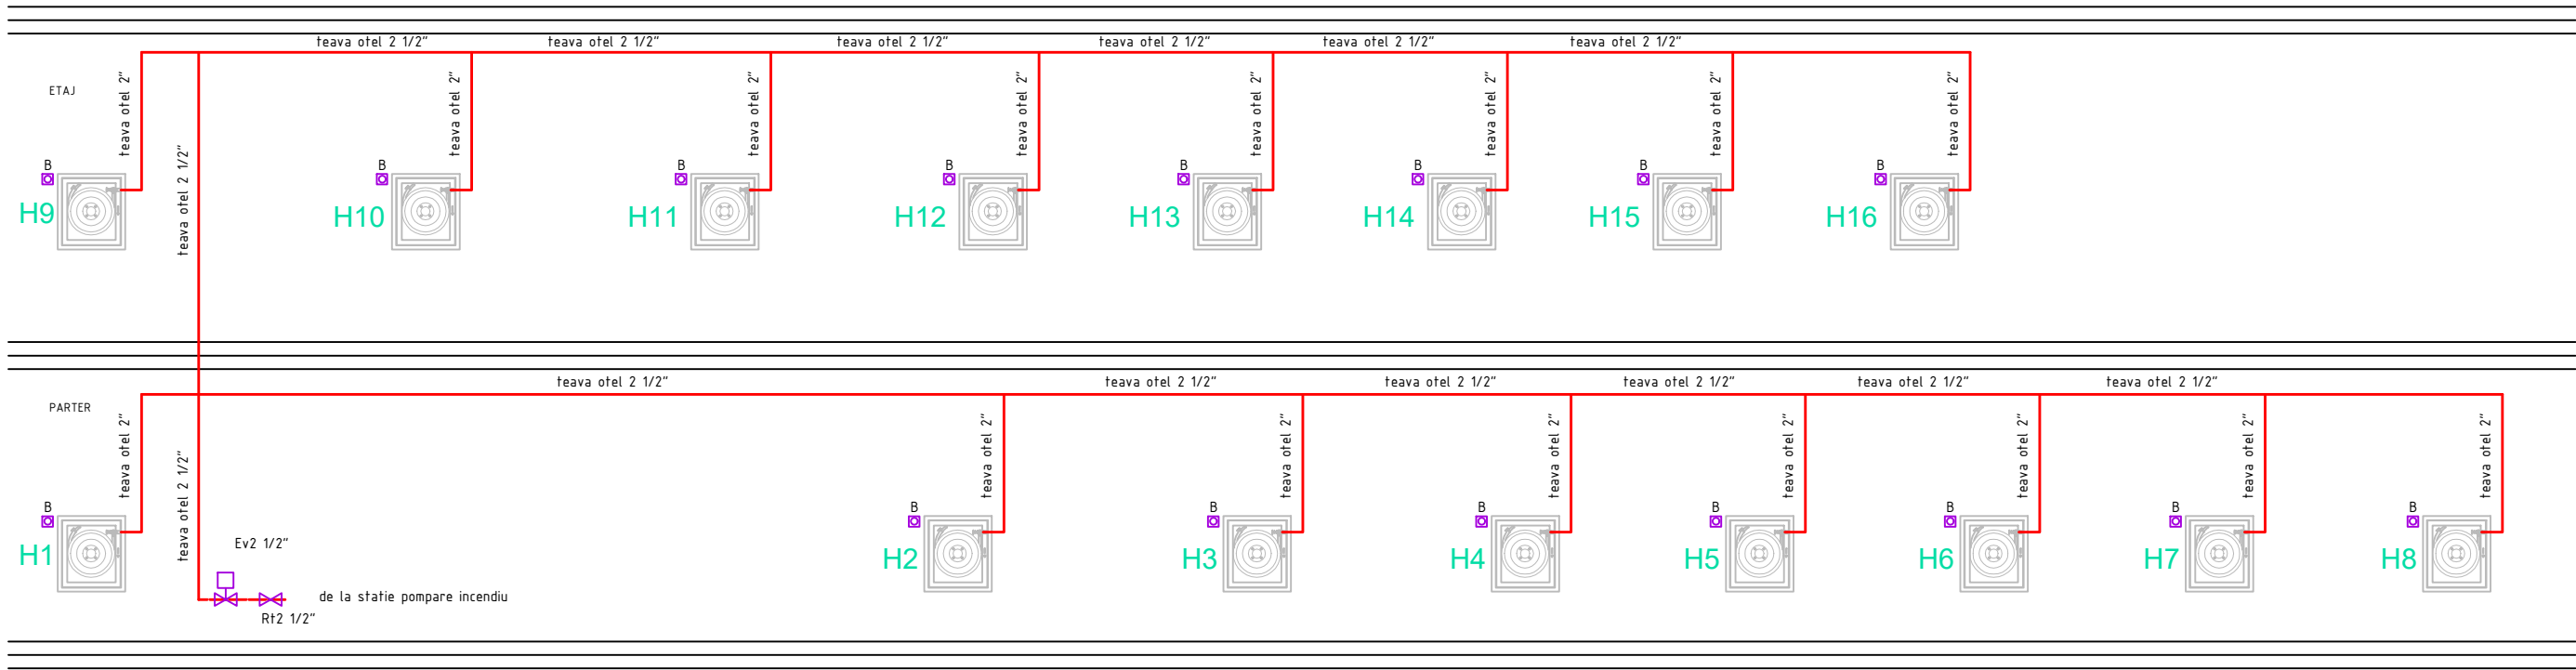 teava otel 2 1/2"
teava otel 2 1/2"
teava otel 2 1/2"
teava otel 2 1/2"
teava otel 2 1/2"
teava otel 2 1/2"
ETAJ
teava otel 2"
teava otel 2 1/2"
teava otel 2"
teava otel 2"
teava otel 2"
teava otel 2"
teava otel 2"
teava otel 2"
teava otel 2"
B
B
B
B
B
B
B
B
H9
H10
H11
H12
H13
H14
H15
H16
teava otel 2 1/2"
teava otel 2 1/2"
teava otel 2 1/2"
teava otel 2 1/2"
teava otel 2 1/2"
teava otel 2 1/2"
PARTER
teava otel 2"
teava otel 2 1/2"
teava otel 2"
teava otel 2"
teava otel 2"
teava otel 2"
teava otel 2"
teava otel 2"
teava otel 2"
B
B
B
B
B
B
B
B
H1
H2
H3
H4
H5
H6
H7
H8
Ev2 1/2"
de la statie pompare incendiu
Rt2 1/2"